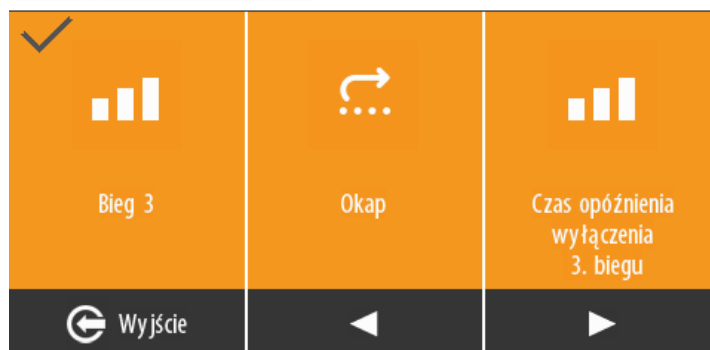 Bieg 3
Okap
Czas opóźnienia
wyłączenia
3. biegu
Wyjście